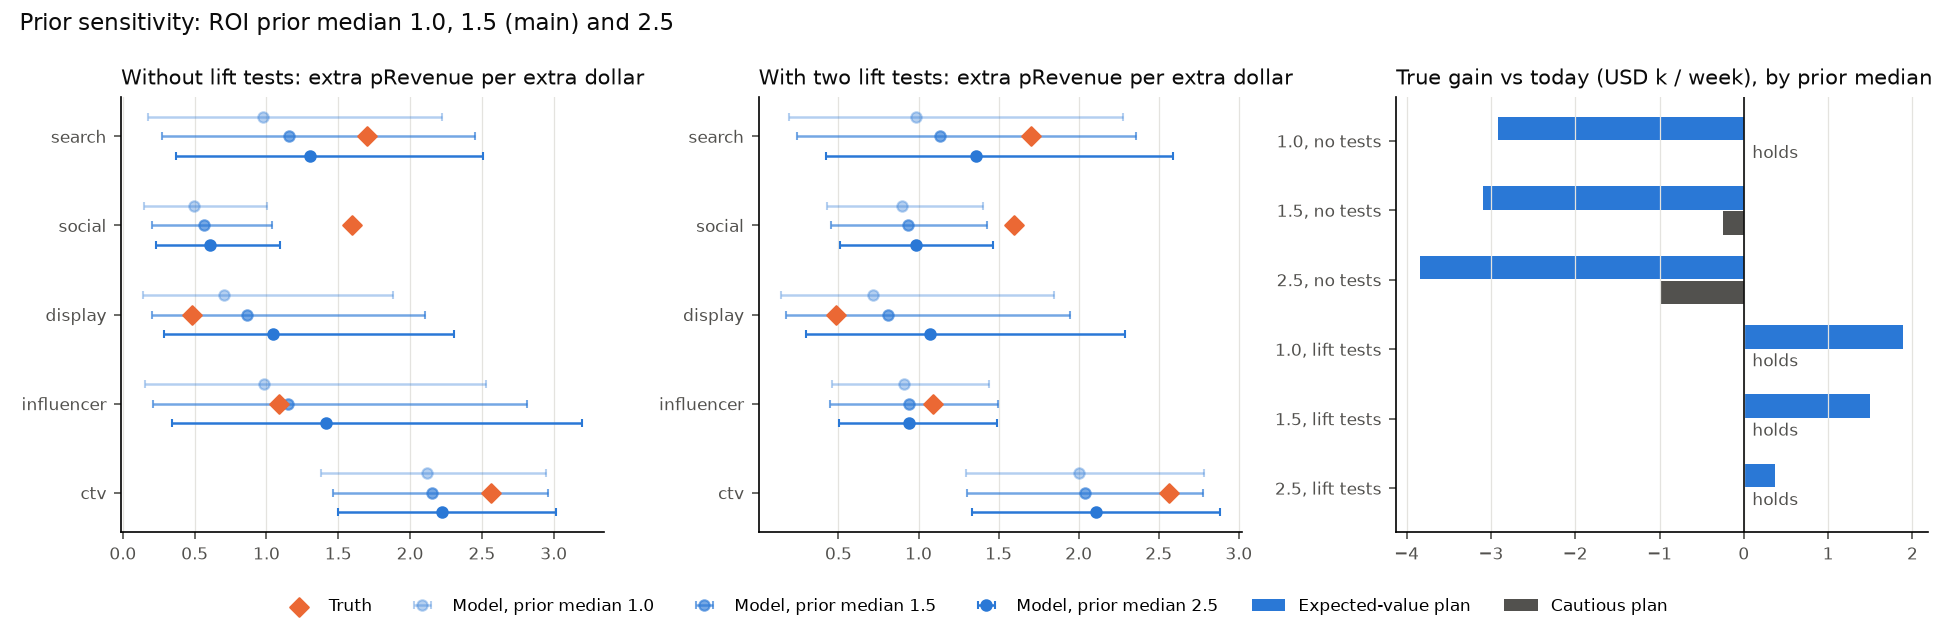 Prior sensitivity: ROI prior median 1.0, 1.5 (main) and 2.5
Without lift tests: extra pRevenue per extra dollar
search
social
display
influencer
ctv
0.0 0.5 1.0 1.5 2.0 2.5 3.0
With two lift tests: extra pRevenue per extra dollar
search
social
display
influencer
ctv
0.5 1.0 1.5 2.0 2.5 3.0
True gain vs today (USD k / week), by prior median
1.0, no tests
holds
1.5, no tests
2.5, no tests
1.0, lift tests
holds
1.5, lift tests
holds
2.5, lift tests
holds
−4 −3 −2 −1 0 1 2
Truth Model, prior median 1.0 Model, prior median 1.5 Model, prior median 2.5 Expected-value plan Cautious plan